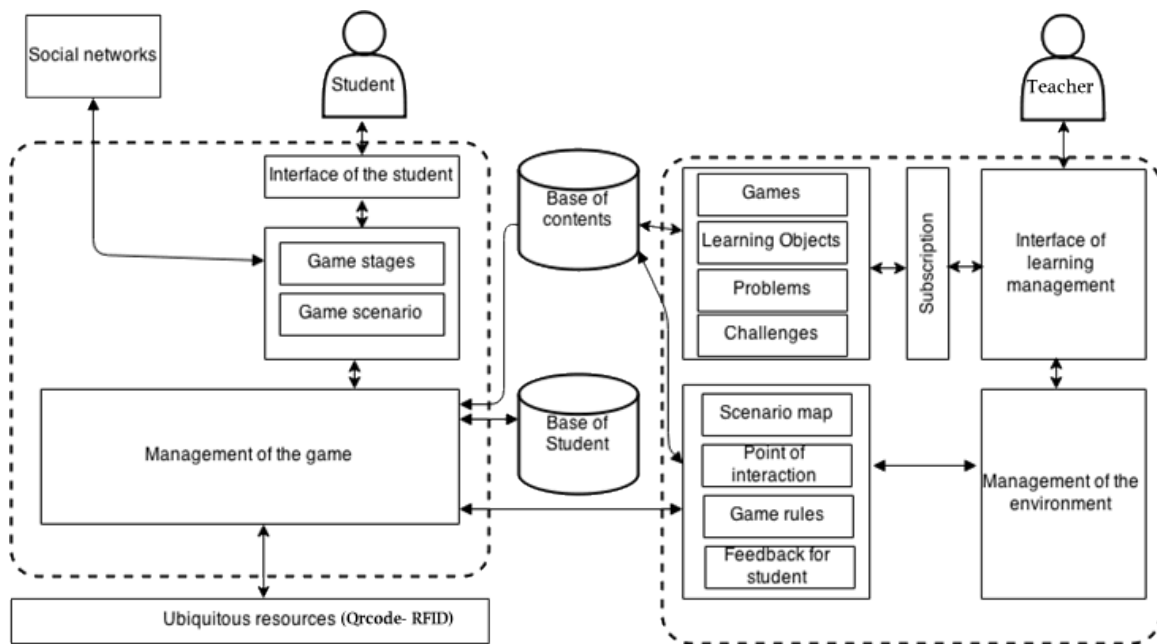 Social networks
Student
Teacher
Interface of the student
Game stages
Game scenario
Management of the game
Ubiquitous resources (Qrcode- RFID)
Base of
contents
Base of
Student
Games
Learning Objects
Problems
Challenges
Subscription
Interface of
learning
management
Scenario map
Point of
interaction
Game rules
Feedback for
student
Management of the
environment